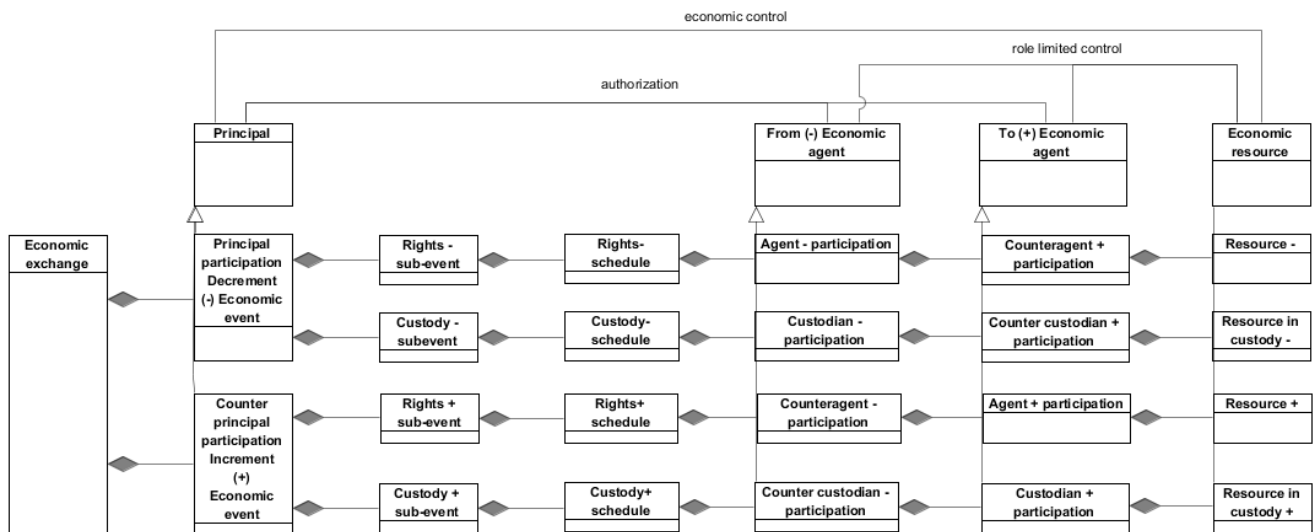 economic control
role limited control
authorization
Principal
From (-) Economic
agent
To (+) Economic
agent
Economic
resource
Economic
exchange
Principal
participation
Decrement
(-) Economic
event
Rights -
sub-event
Rights-
schedule
Agent - participation
Counteragent +
participation
Resource -
Custody -
subevent
Custody-
schedule
Custodian -
participation
Counter custodian +
participation
Resource in
custody -
Counter
principal
participation
Increment
(+)
Economic
event
Rights +
sub-event
Rights+
schedule
Counteragent -
participation
Agent + participation
Resource +
Custody +
sub-event
Custody+
schedule
Counter custodian -
participation
Custodian +
participation
Resource in
custody +